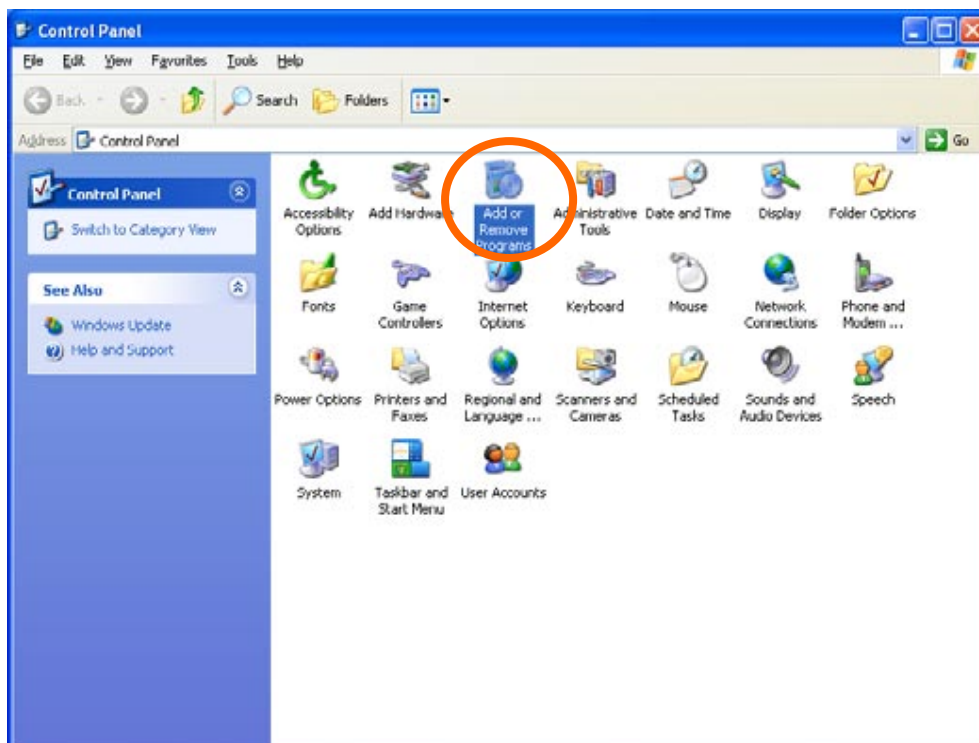 Control Panel
File Edit View Favorites Tools Help
Back Search Folders
Address Control Panel Go
Control Panel
Switch to Category View
See Also
Windows Update
Help and Support
Accessibility Options
Add Hardware
Add or Remove Programs
Administrative Tools
Date and Time
Display
Folder Options
Fonts
Game Controllers
Internet Options
Keyboard
Mouse
Network Connections
Phone and Modem ...
Power Options
Printers and Faxes
Regional and Language ...
Scanners and Cameras
Scheduled Tasks
Sounds and Audio Devices
Speech
System
Taskbar and Start Menu
User Accounts